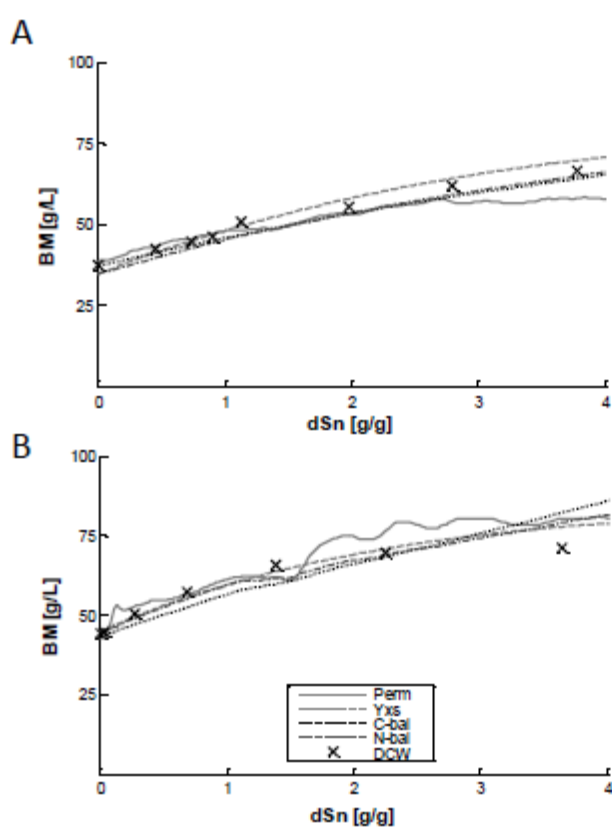 A
100
75
50
25
BM [g/L]
0 1 2 3 4
dSn [g/g]
B
100
75
50
25
BM [g/L]
Perm
Yxs
C-bal
N-bal
DCW
0 1 2 3 4
dSn [g/g]